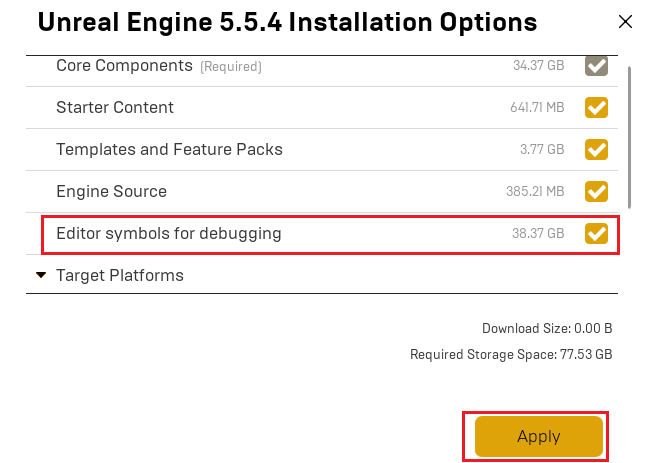 Unreal Engine 5.5.4 Installation Options
Core Components (Required) 34.37 GB
Starter Content 641.71 MB
Templates and Feature Packs 3.77 GB
Engine Source 385.21 MB
Editor symbols for debugging 38.37 GB
Target Platforms
Download Size: 0.00 B
Required Storage Space: 77.53 GB
Apply